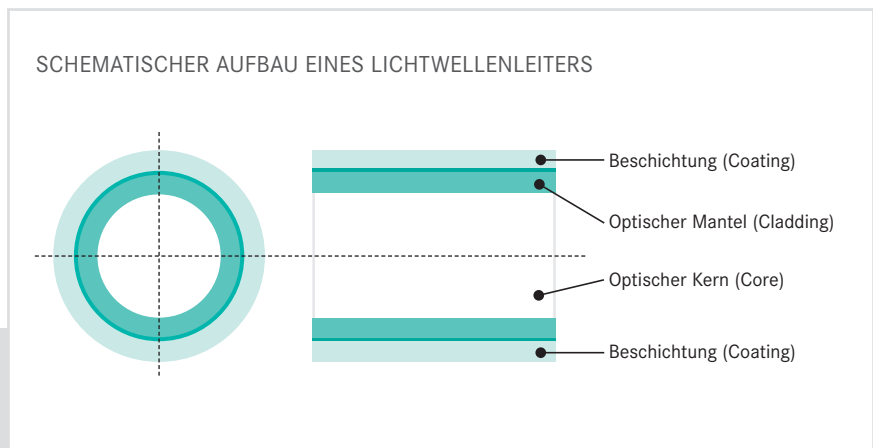 SCHEMATISCHER AUFBAU EINES LICHTWELLENLEITERS
Beschichtung (Coating)
Optischer Mantel (Cladding)
Optischer Kern (Core)
Beschichtung (Coating)